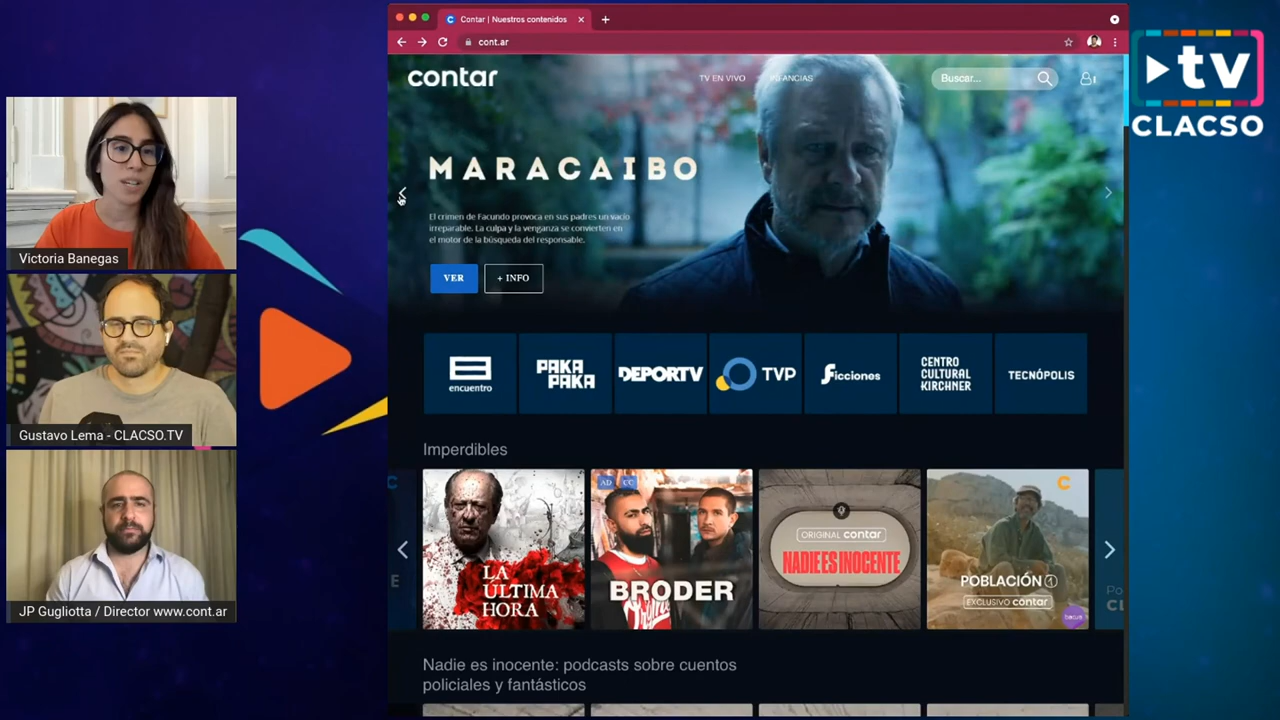 Victoria Banegas
Gustavo Lema - CLACSO.TV
JP Gugliotta / Director www.cont.ar
Contar | Nuestros contenidos
cont.ar
contar
TV EN VIVO
Buscar...
MARACAIBO
El crimen de Facundo provoca en sus padres un vacío
irreparable. La culpa y la venganza se convierten en
el motor de la búsqueda del responsable.
VER
+ INFO
encuentro
PAKA
PAKA
DEPORTV
TVP
ficciones
CENTRO
CULTURAL
KIRCHNER
TECNÓPOLIS
Imperdibles
LA
ÚLTIMA
HORA
AD CC
BRODER
ORIGINAL contar
NADIE ES INOCENTE
POBLACIÓN 1
EXCLUSIVO contar
Nadie es inocente: podcasts sobre cuentos
policiales y fantásticos
tv
CLACSO